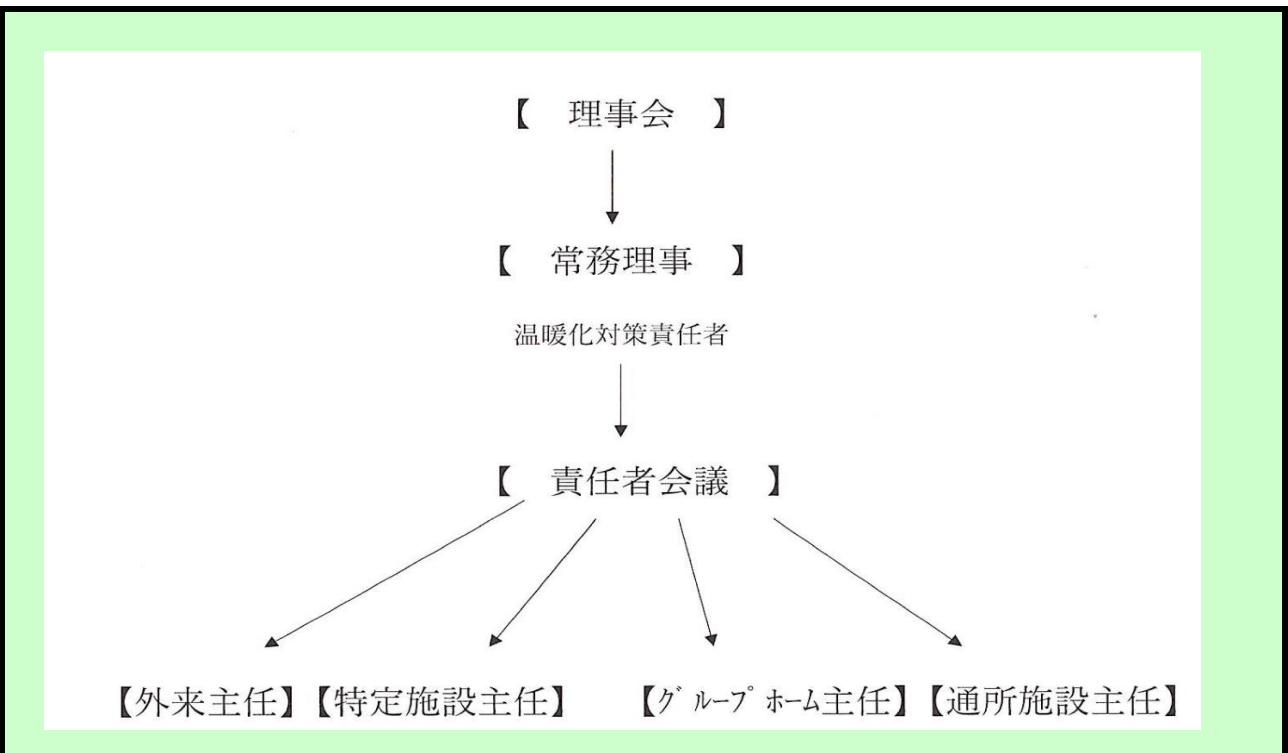 【　理事会　】
【　常務理事　】
温暖化対策責任者
【　責任者会議　】
【外来主任】【特定施設主任】　【ｸﾞﾙｰﾌﾟﾎｰﾑ主任】【通所施設主任】